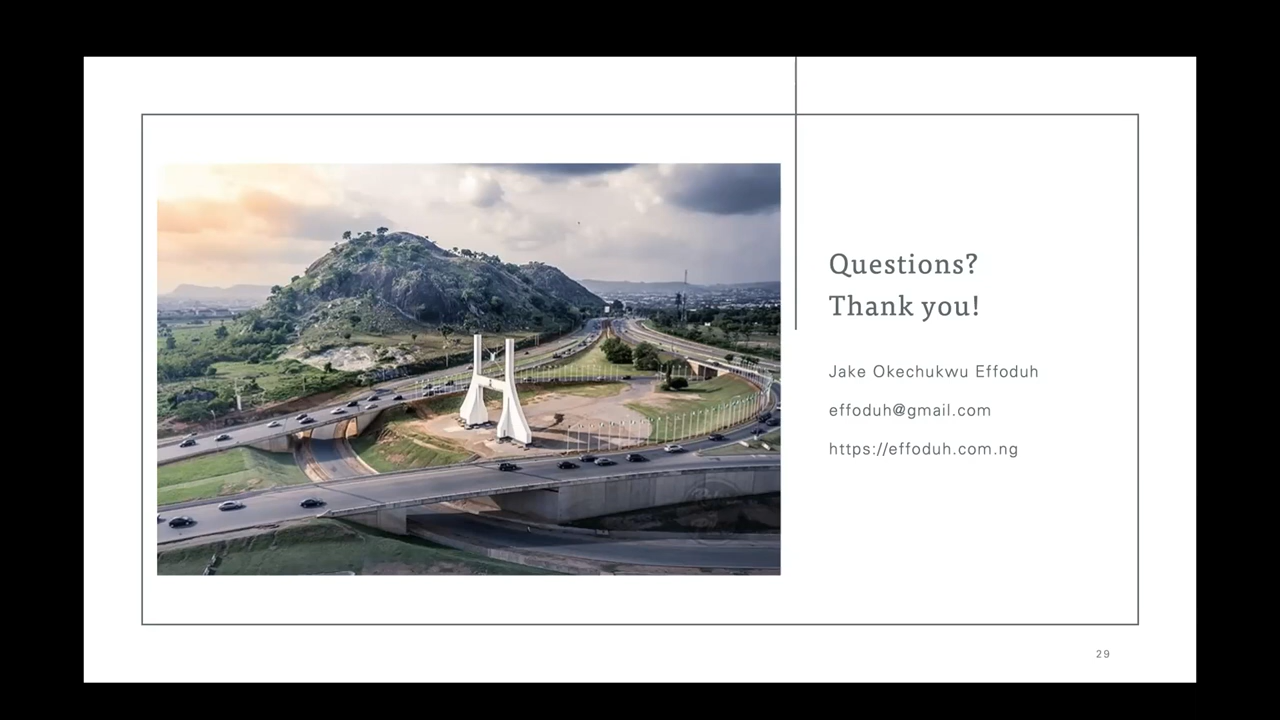 Questions?
Thank you!
Jake Okechukwu Effoduh
effoduh@gmail.com
https://effoduh.com.ng
29